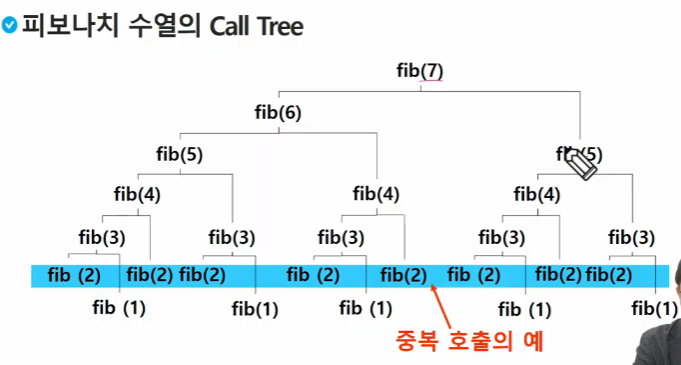 피보나치 수열의 Call Tree
fib(7)
fib(6)
fib(5)
fib(4) fib(4) fib(4)
fib(3) fib(3) fib(3) fib(3) fib(3)
fib (2) fib(2) fib(2) fib (2) fib(2) fib (2) fib(2) fib(2)
fib (1) fib(1) fib (1) fib (1) fib(1)
중복 호출의 예